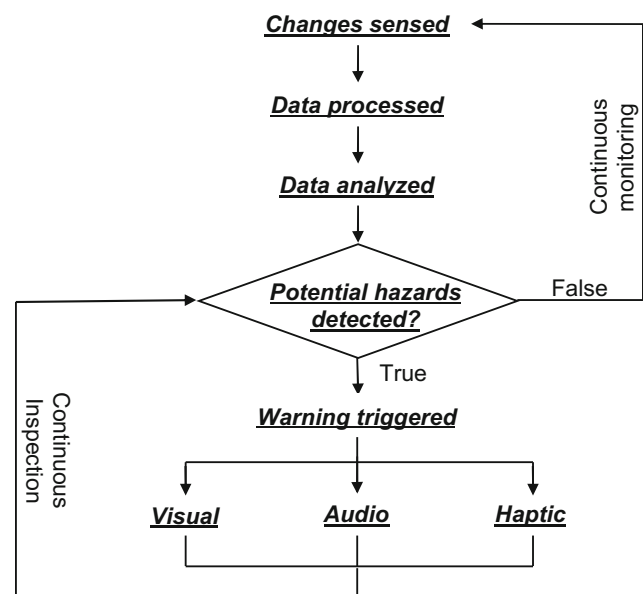 Changes sensed
Data processed
Continuous
monitoring
Data analyzed
Potential hazards
detected?
False
True
Continuous
Inspection
Warning triggered
Visual
Audio
Haptic